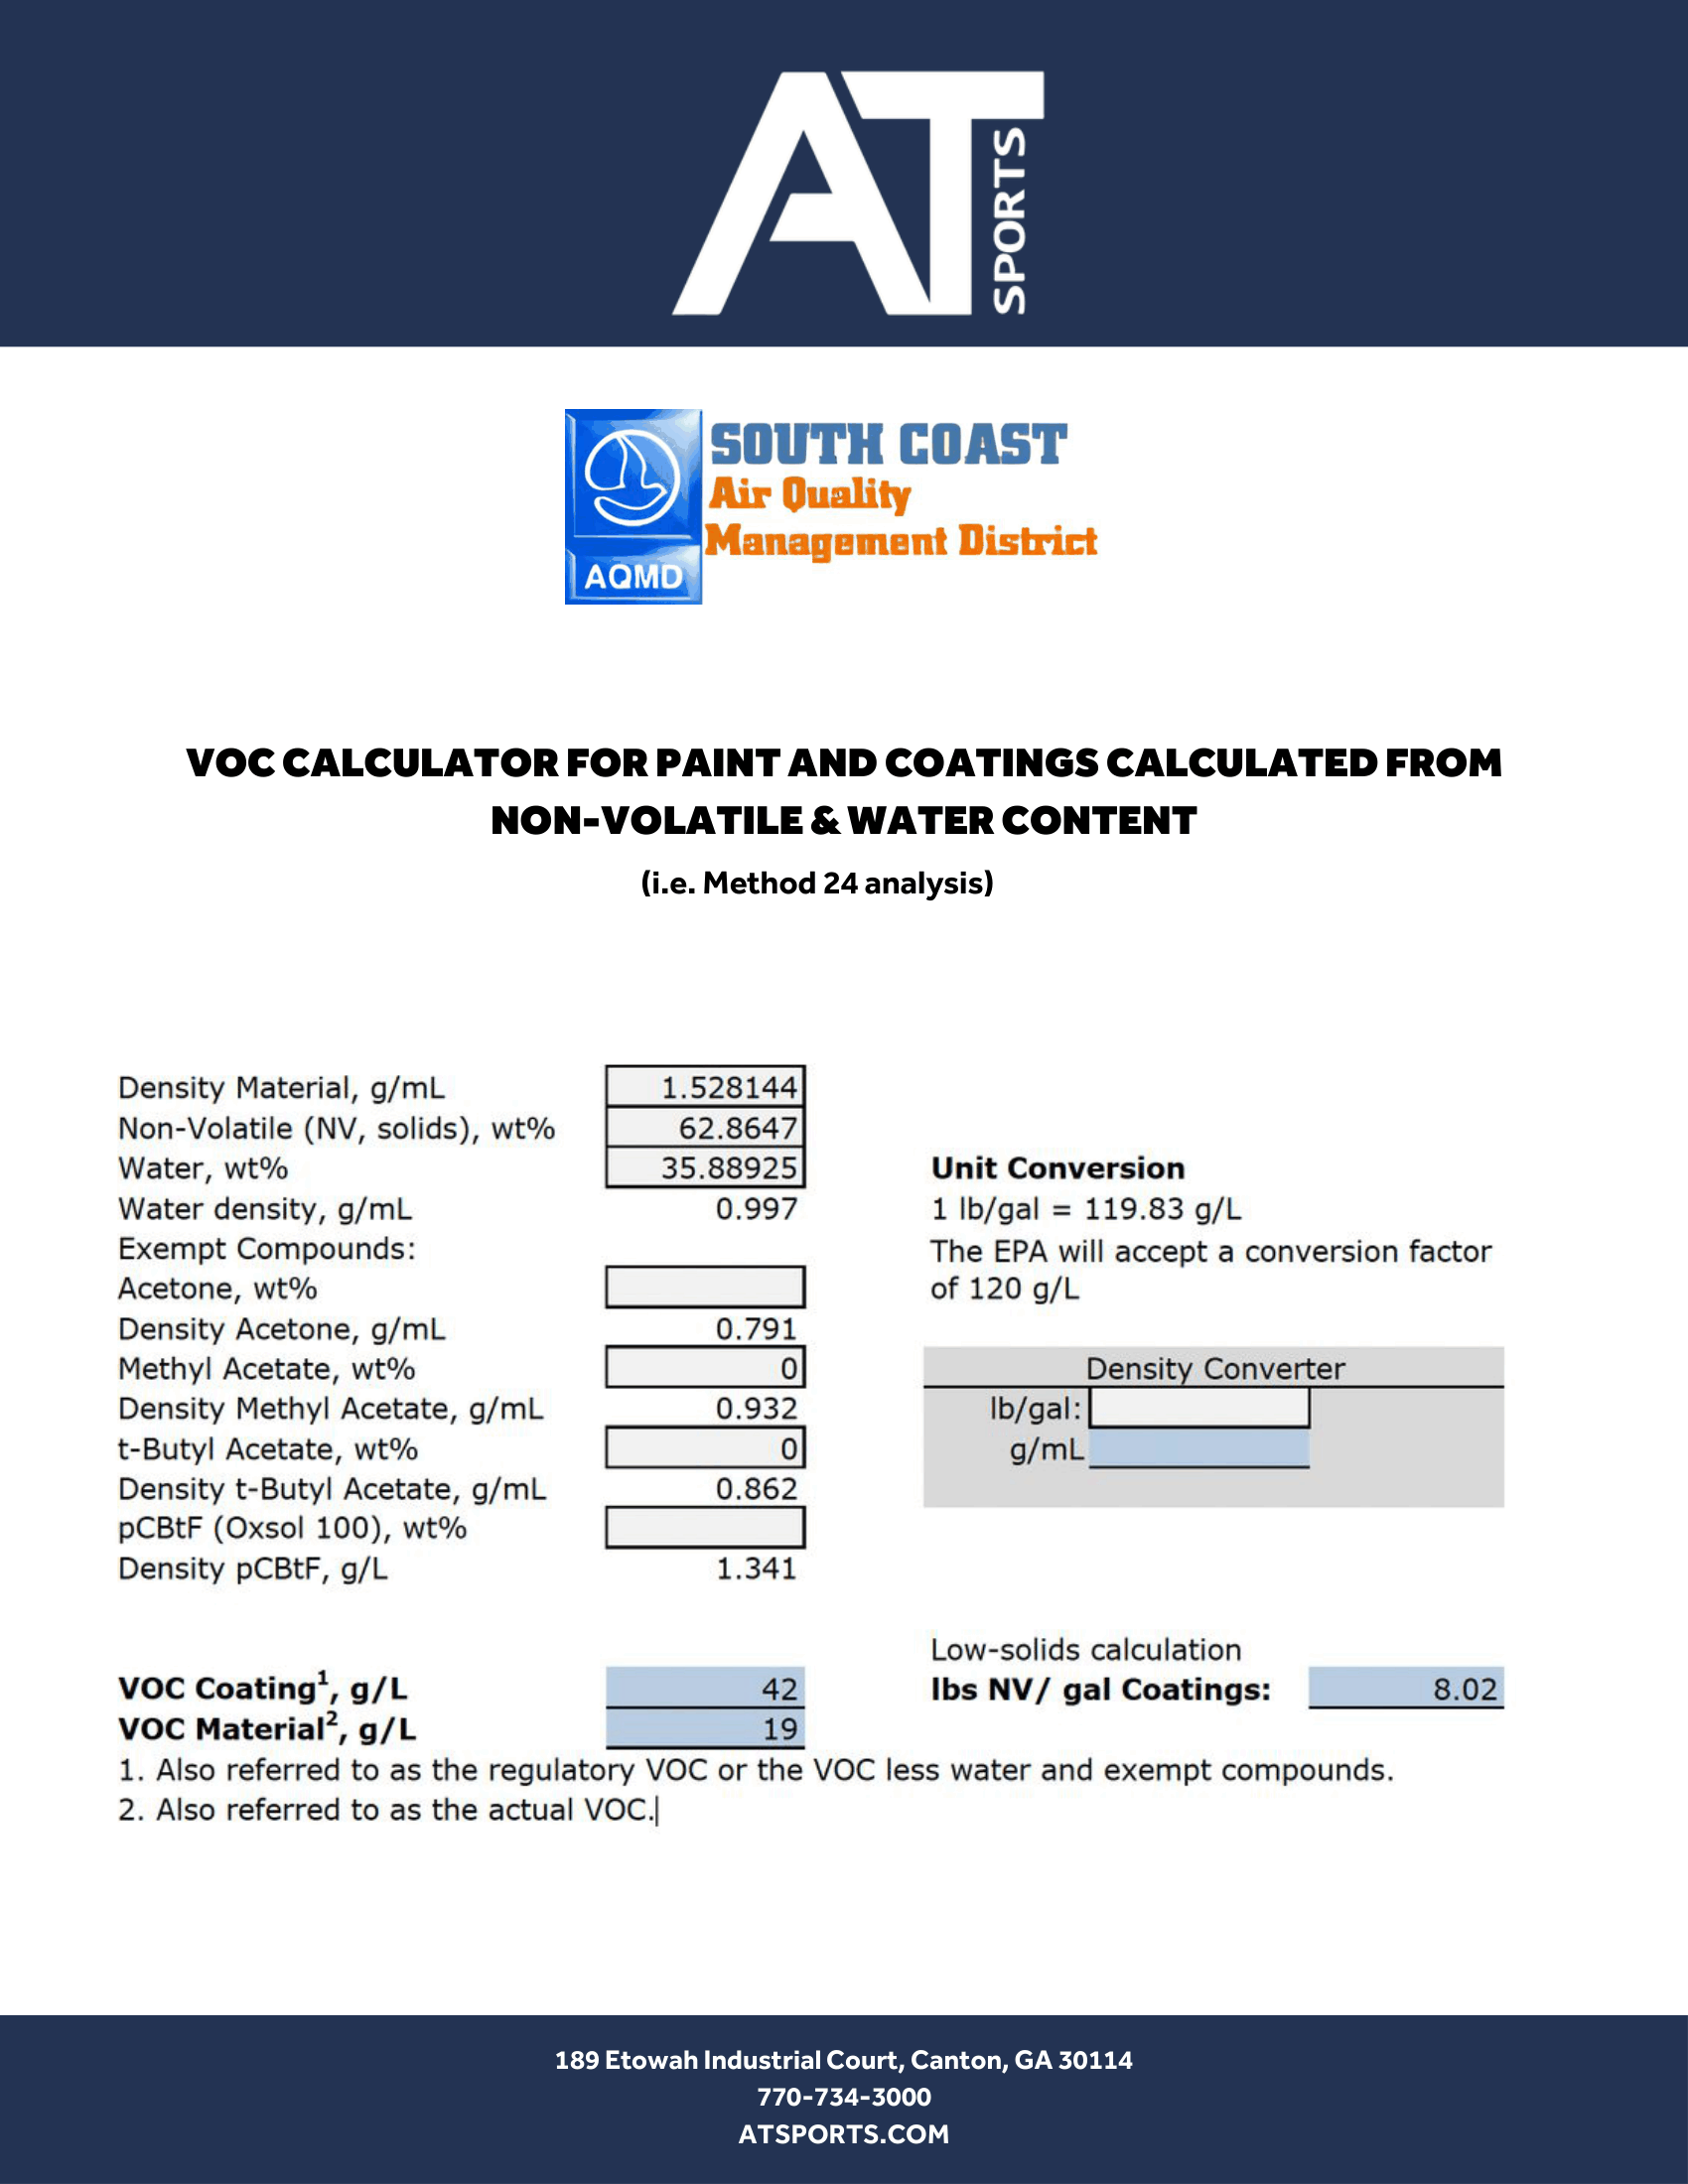 AT SPORTS
SOUTH COAST
Air Quality
Management District
AQMD
VOC CALCULATOR FOR PAINT AND COATINGS CALCULATED FROM
NON-VOLATILE & WATER CONTENT
(i.e. Method 24 analysis)
Density Material, g/mL 1.528144
Non-Volatile (NV, solids), wt% 62.8647
Water, wt% 35.88925
Water density, g/mL 0.997
Exempt Compounds:
Acetone, wt%
Density Acetone, g/mL 0.791
Methyl Acetate, wt% 0
Density Methyl Acetate, g/mL 0.932
t-Butyl Acetate, wt% 0
Density t-Butyl Acetate, g/mL 0.862
pCBtF (Oxsol 100), wt%
Density pCBtF, g/L 1.341
Unit Conversion
1 lb/gal = 119.83 g/L
The EPA will accept a conversion factor
of 120 g/L
Density Converter
lb/gal:
g/mL
Low-solids calculation
VOC Coating¹, g/L 42
lbs NV/ gal Coatings: 8.02
VOC Material², g/L 19
1. Also referred to as the regulatory VOC or the VOC less water and exempt compounds.
2. Also referred to as the actual VOC.
189 Etowah Industrial Court, Canton, GA 30114
770-734-3000
ATSPORTS.COM